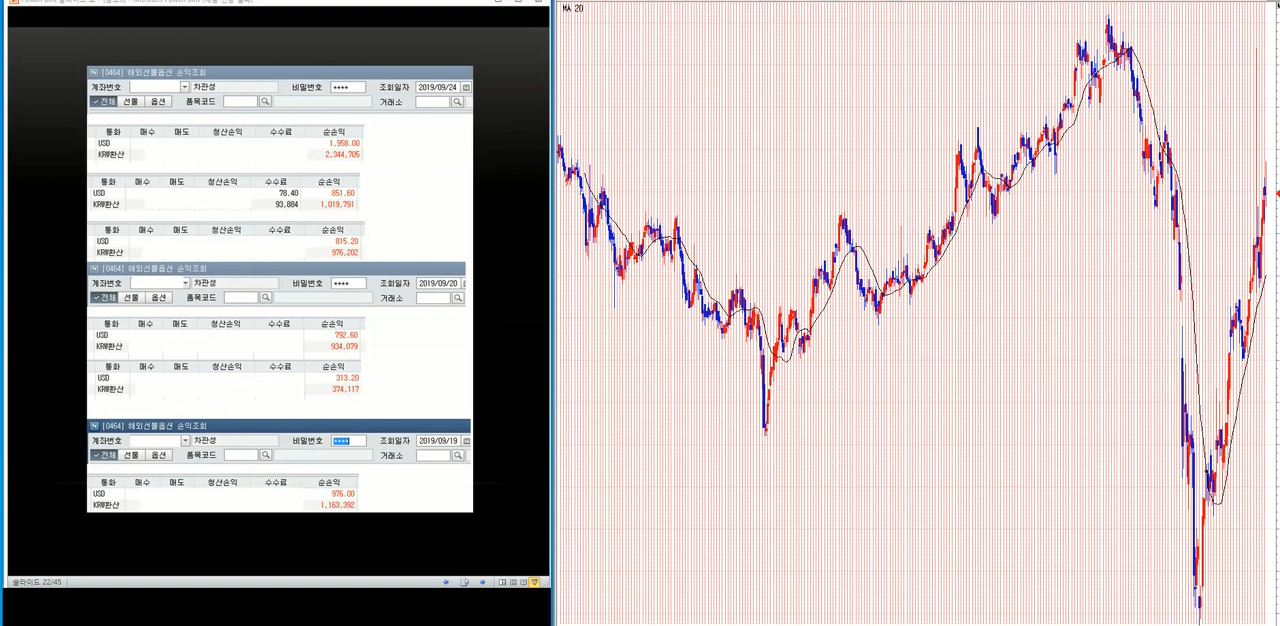 MA 20
[0464] 해외선물옵션 손익조회
계좌번호 차관성 비밀번호 **** 조회일자 2019/09/24
전체 선물 옵션 품목코드 거래소
통화 매수 매도 청산손익 수수료 순손익
USD 1,958.00
KRW환산 2,344,705
통화 매수 매도 청산손익 수수료 순손익
USD 78.40 851.60
KRW환산 93,884 1,019,791
통화 매수 매도 청산손익 수수료 순손익
USD 815.20
KRW환산 976,202
[0464] 해외선물옵션 손익조회
계좌번호 차관성 비밀번호 **** 조회일자 2019/09/20
전체 선물 옵션 품목코드 거래소
통화 매수 매도 청산손익 수수료 순손익
USD 792.60
KRW환산 934,079
통화 매수 매도 청산손익 수수료 순손익
USD 313.20
KRW환산 374,117
[0464] 해외선물옵션 손익조회
계좌번호 차관성 비밀번호 **** 조회일자 2019/09/19
전체 선물 옵션 품목코드 거래소
통화 매수 매도 청산손익 수수료 순손익
USD 976.00
KRW환산 1,163,392
슬라이드 22/45